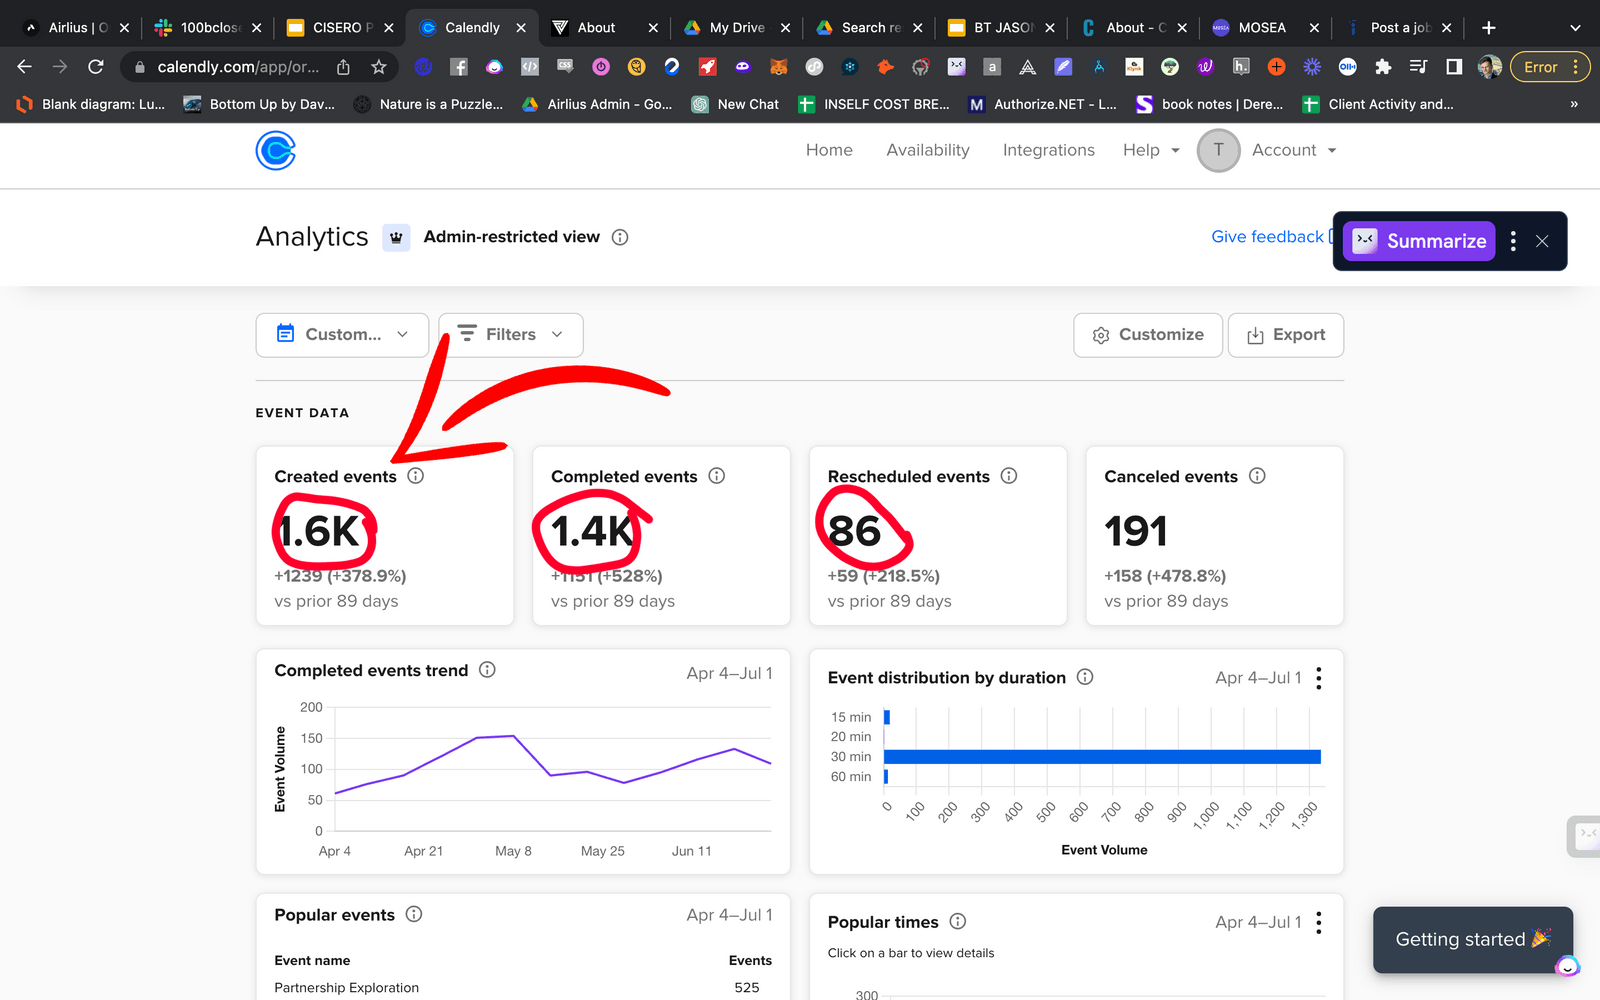 Airlius | O
100bclose
CISERO P
Calendly
About
My Drive
Search re
BT JASON
About - C
MOSEA
Post a job
calendly.com/app/or...
Error
Blank diagram: Lu...
Bottom Up by Dav...
Nature is a Puzzle...
Airlius Admin - Go...
New Chat
INSELF COST BRE...
Authorize.NET - L...
book notes | Dere...
Client Activity and...
»
Home
Availability
Integrations
Help
T
Account
Analytics
Admin-restricted view
Give feedback
Summarize
Custom...
Filters
Customize
Export
EVENT DATA
Created events
1.6K
+1239 (+378.9%)
vs prior 89 days
Completed events
1.4K
+1151 (+528%)
vs prior 89 days
Rescheduled events
86
+59 (+218.5%)
vs prior 89 days
Canceled events
191
+158 (+478.8%)
vs prior 89 days
Completed events trend
Apr 4–Jul 1
Event Volume
200
150
100
50
0
Apr 4
Apr 21
May 8
May 25
Jun 11
Event distribution by duration
Apr 4–Jul 1
15 min
20 min
30 min
60 min
0
100
200
300
400
500
600
700
800
900
1,000
1,100
1,200
1,300
Event Volume
Popular events
Apr 4–Jul 1
Event name
Events
Partnership Exploration
525
Popular times
Apr 4–Jul 1
Click on a bar to view details
300
Getting started 🎉